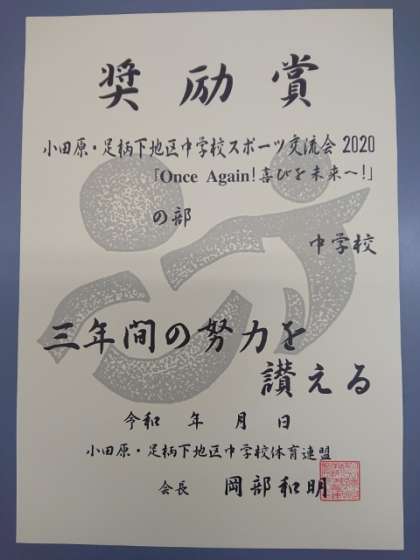 奨励賞
小田原・足柄下地区中学校スポーツ交流会 2020
「Once Again！喜びを未来へ！」
の部
中学校
三年間の努力を
讃える
令和 年 月 日
小田原・足柄下地区中学校体育連盟
会長 岡部和明